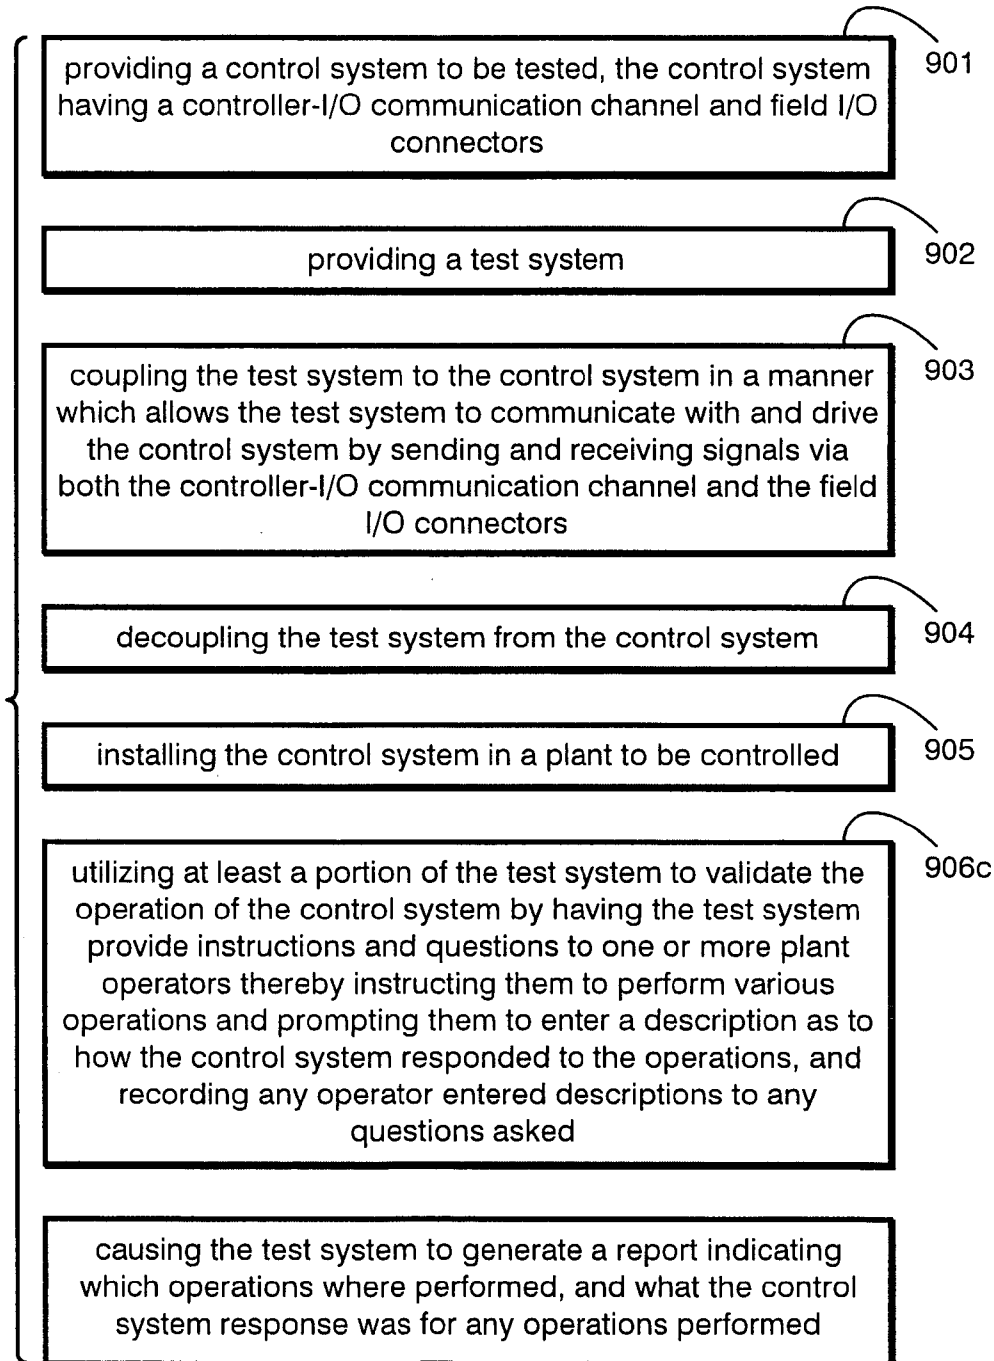 901
providing a control system to be tested, the control system
having a controller-I/O communication channel and field I/O
connectors
902
providing a test system
903
coupling the test system to the control system in a manner
which allows the test system to communicate with and drive
the control system by sending and receiving signals via
both the controller-I/O communication channel and the field
I/O connectors
904
decoupling the test system from the control system
905
installing the control system in a plant to be controlled
906c
utilizing at least a portion of the test system to validate the
operation of the control system by having the test system
provide instructions and questions to one or more plant
operators thereby instructing them to perform various
operations and prompting them to enter a description as to
how the control system responded to the operations, and
recording any operator entered descriptions to any
questions asked
causing the test system to generate a report indicating
which operations where performed, and what the control
system response was for any operations performed